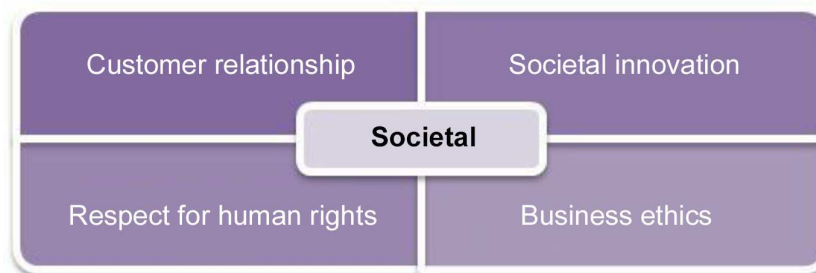 Customer relationship
Societal innovation
Societal
Respect for human rights
Business ethics